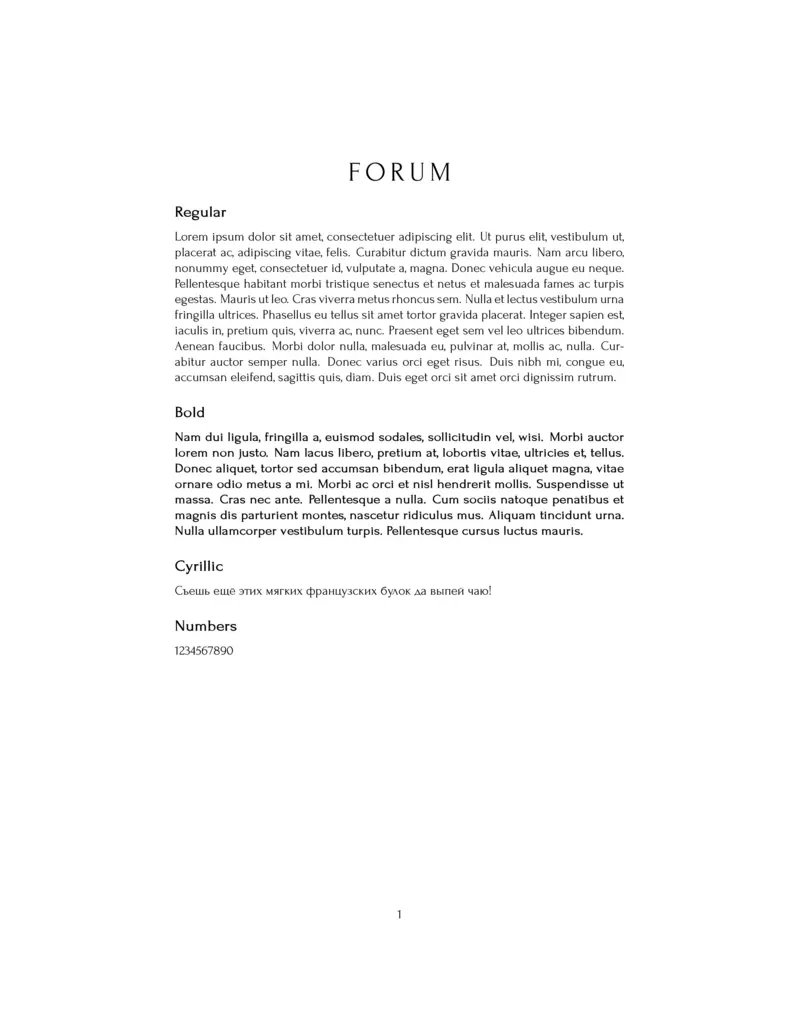 FORUM
Regular
Lorem ipsum dolor sit amet, consectetuer adipiscing elit. Ut purus elit, vestibulum ut,
placerat ac, adipiscing vitae, felis. Curabitur dictum gravida mauris. Nam arcu libero,
nonummy eget, consectetuer id, vulputate a, magna. Donec vehicula augue eu neque.
Pellentesque habitant morbi tristique senectus et netus et malesuada fames ac turpis
egestas. Mauris ut leo. Cras viverra metus rhoncus sem. Nulla et lectus vestibulum urna
fringilla ultrices. Phasellus eu tellus sit amet tortor gravida placerat. Integer sapien est,
iaculis in, pretium quis, viverra ac, nunc. Praesent eget sem vel leo ultrices bibendum.
Aenean faucibus. Morbi dolor nulla, malesuada eu, pulvinar at, mollis ac, nulla. Cur-
abitur auctor semper nulla. Donec varius orci eget risus. Duis nibh mi, congue eu,
accumsan eleifend, sagittis quis, diam. Duis eget orci sit amet orci dignissim rutrum.
Bold
Nam dui ligula, fringilla a, euismod sodales, sollicitudin vel, wisi. Morbi auctor
lorem non justo. Nam lacus libero, pretium at, lobortis vitae, ultricies et, tellus.
Donec aliquet, tortor sed accumsan bibendum, erat ligula aliquet magna, vitae
ornare odio metus a mi. Morbi ac orci et nisl hendrerit mollis. Suspendisse ut
massa. Cras nec ante. Pellentesque a nulla. Cum sociis natoque penatibus et
magnis dis parturient montes, nascetur ridiculus mus. Aliquam tincidunt urna.
Nulla ullamcorper vestibulum turpis. Pellentesque cursus luctus mauris.
Cyrillic
Съешь ещё этих мягких французских булок да выпей чаю!
Numbers
1234567890
1